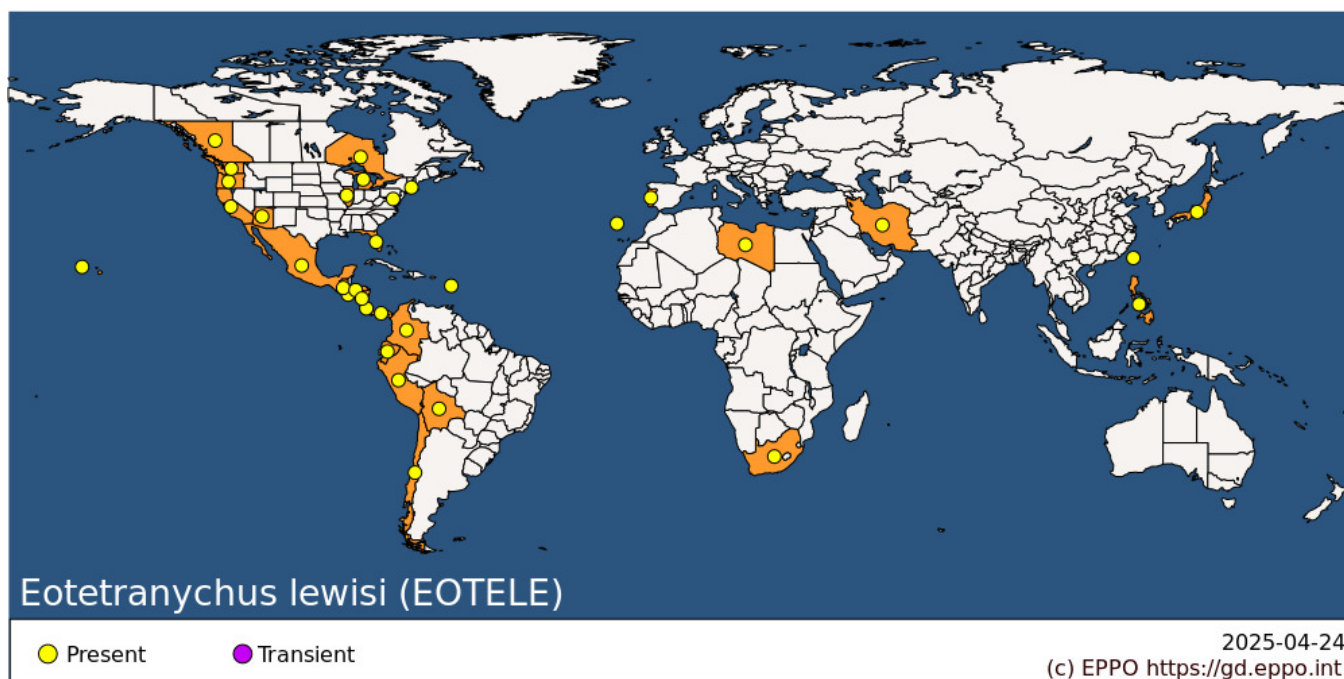 Eotetranychus lewisi (EOTELE)
Present
Transient
2025-04-24
(c) EPPO https://gd.eppo.int